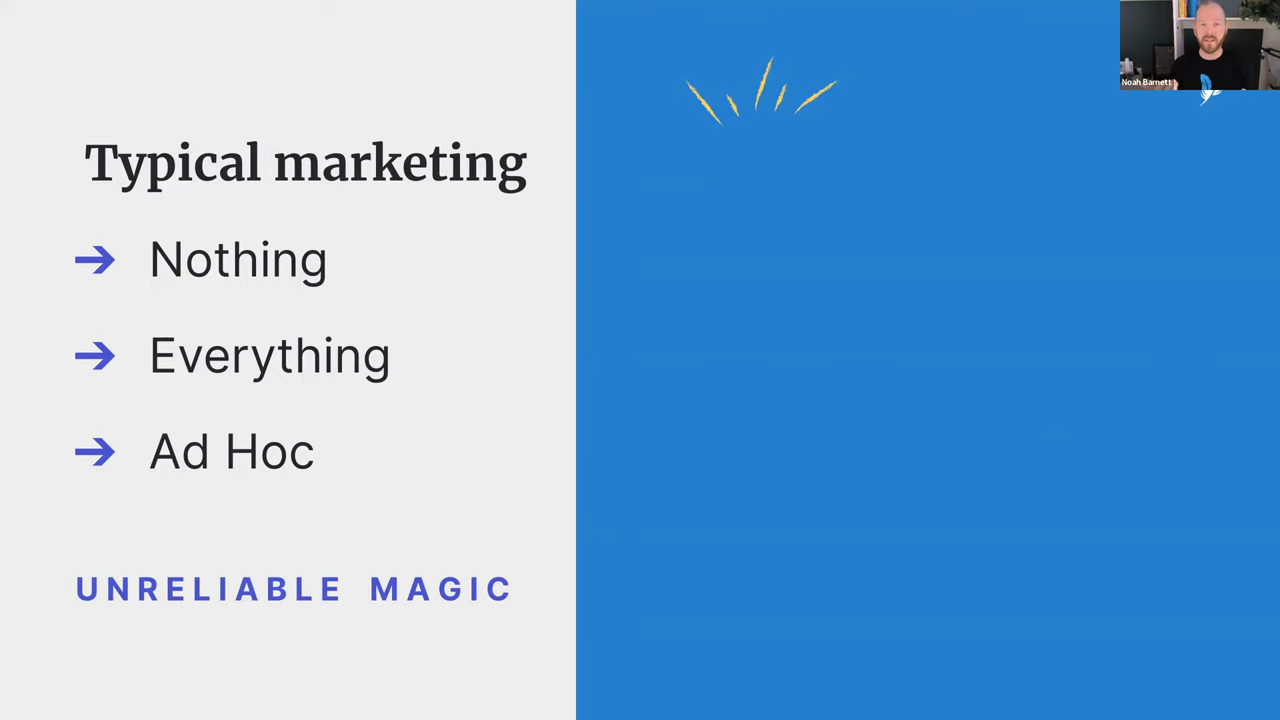 Typical marketing
Nothing
Everything
Ad Hoc
UNRELIABLE MAGIC
Noah Barnett